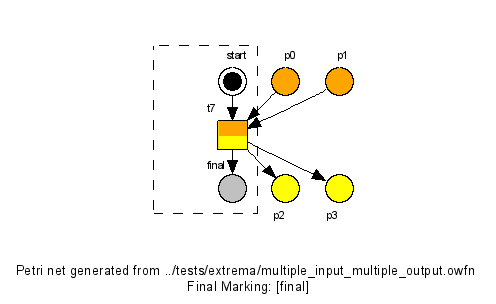 start p0 p1
t7
final
p2 p3
Petri net generated from ../tests/extrema/multiple_input_multiple_output.owfn
Final Marking: [final]